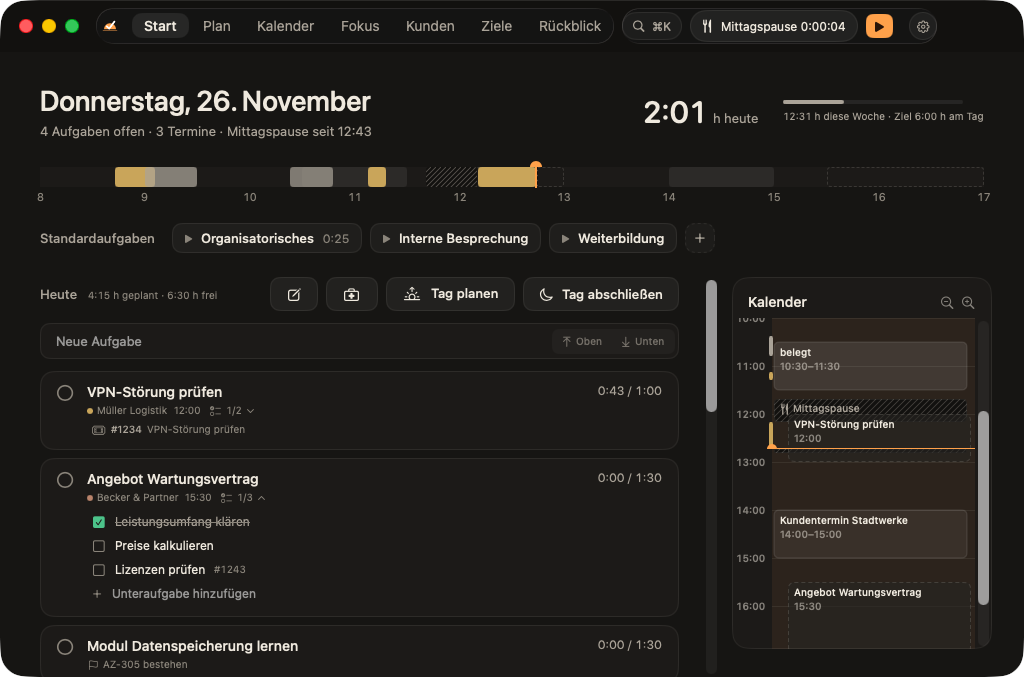 Start Plan Kalender Fokus Kunden Ziele Rückblick ⌘K Mittagspause 0:00:04
Donnerstag, 26. November
4 Aufgaben offen · 3 Termine · Mittagspause seit 12:43
2:01 h heute
12:31 h diese Woche · Ziel 6:00 h am Tag
8 9 10 11 12 13 14 15 16 17
Standardaufgaben Organisatorisches 0:25 Interne Besprechung Weiterbildung +
Heute 4:15 h geplant · 6:30 h frei Tag planen Tag abschließen
Neue Aufgabe Oben Unten
VPN-Störung prüfen 0:43 / 1:00
Müller Logistik 12:00 1/2
#1234 VPN-Störung prüfen
Angebot Wartungsvertrag 0:00 / 1:30
Becker & Partner 15:30 1/3
Leistungsumfang klären
Preise kalkulieren
Lizenzen prüfen #1243
+ Unteraufgabe hinzufügen
Modul Datenspeicherung lernen 0:00 / 1:30
AZ-305 bestehen
Kalender
10:00
belegt
10:30–11:30
11:00
Mittagspause
12:00
VPN-Störung prüfen
12:00
13:00
14:00
Kundentermin Stadtwerke
14:00–15:00
15:00
Angebot Wartungsvertrag
15:30
16:00